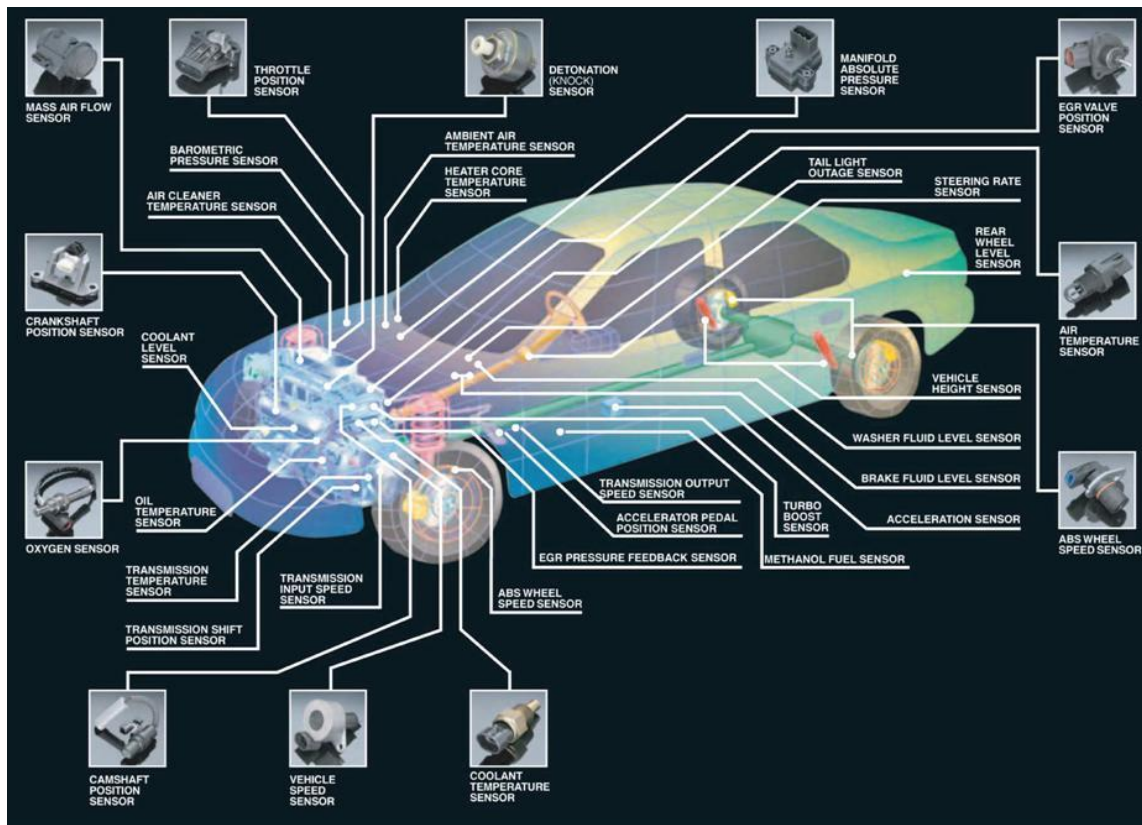 MASS AIR FLOW
SENSOR
THROTTLE
POSITION
SENSOR
DETONATION
(KNOCK)
SENSOR
MANIFOLD
ABSOLUTE
PRESSURE
SENSOR
EGR VALVE
POSITION
SENSOR
BAROMETRIC
PRESSURE SENSOR
AMBIENT AIR
TEMPERATURE SENSOR
TAIL LIGHT
OUTAGE SENSOR
STEERING RATE
SENSOR
AIR CLEANER
TEMPERATURE SENSOR
HEATER CORE
TEMPERATURE
SENSOR
REAR
WHEEL
LEVEL
SENSOR
CRANKSHAFT
POSITION SENSOR
COOLANT
LEVEL
SENSOR
AIR
TEMPERATURE
SENSOR
VEHICLE
HEIGHT SENSOR
WASHER FLUID LEVEL SENSOR
BRAKE FLUID LEVEL SENSOR
OXYGEN SENSOR
OIL
TEMPERATURE
SENSOR
TRANSMISSION OUTPUT
SPEED SENSOR
ACCELERATOR PEDAL
POSITION SENSOR
TURBO
BOOST
SENSOR
ACCELERATION SENSOR
ABS WHEEL
SPEED SENSOR
EGR PRESSURE FEEDBACK SENSOR
METHANOL FUEL SENSOR
TRANSMISSION
TEMPERATURE
SENSOR
TRANSMISSION
INPUT SPEED
SENSOR
ABS WHEEL
SPEED SENSOR
TRANSMISSION SHIFT
POSITION SENSOR
CAMSHAFT
POSITION
SENSOR
VEHICLE
SPEED
SENSOR
COOLANT
TEMPERATURE
SENSOR